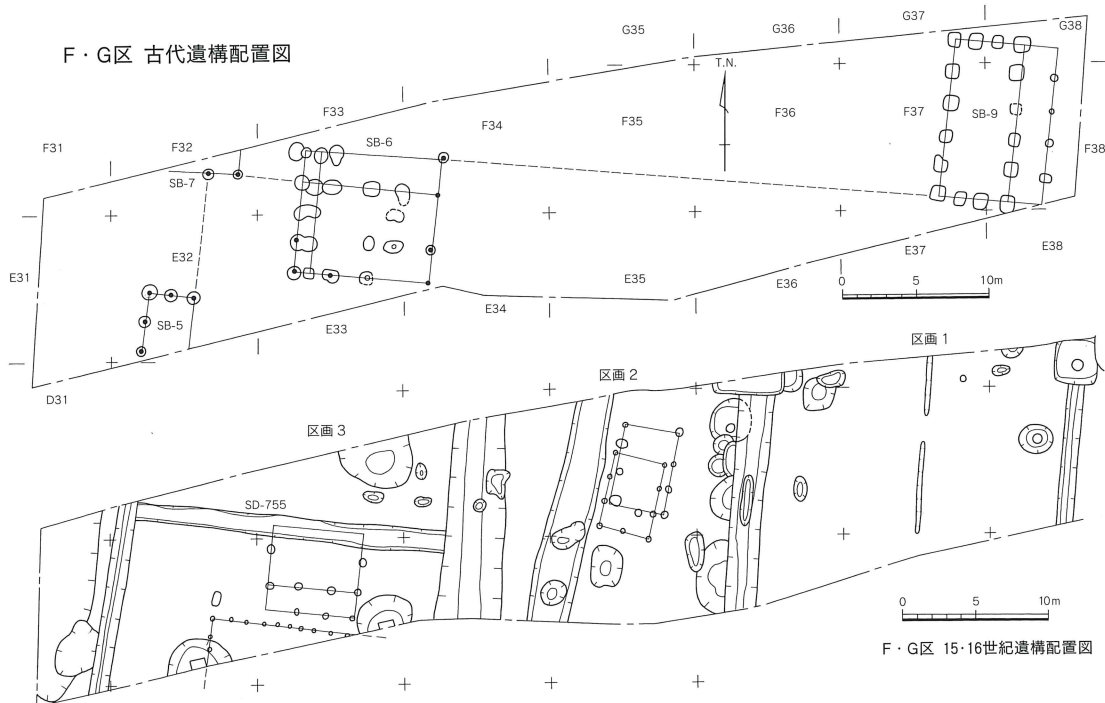 F・G区 古代遺構配置図
G35
G36
G37
G38
T.N.
F31
F32
F33
F34
F35
F36
F37
F38
SB-7
SB-6
SB-9
E31
E32
SB-5
E33
E34
E35
E36
E37
E38
D31
0 5 10m
区画 1
区画 2
区画 3
SD-755
0 5 10m
F・G区 15・16世紀遺構配置図